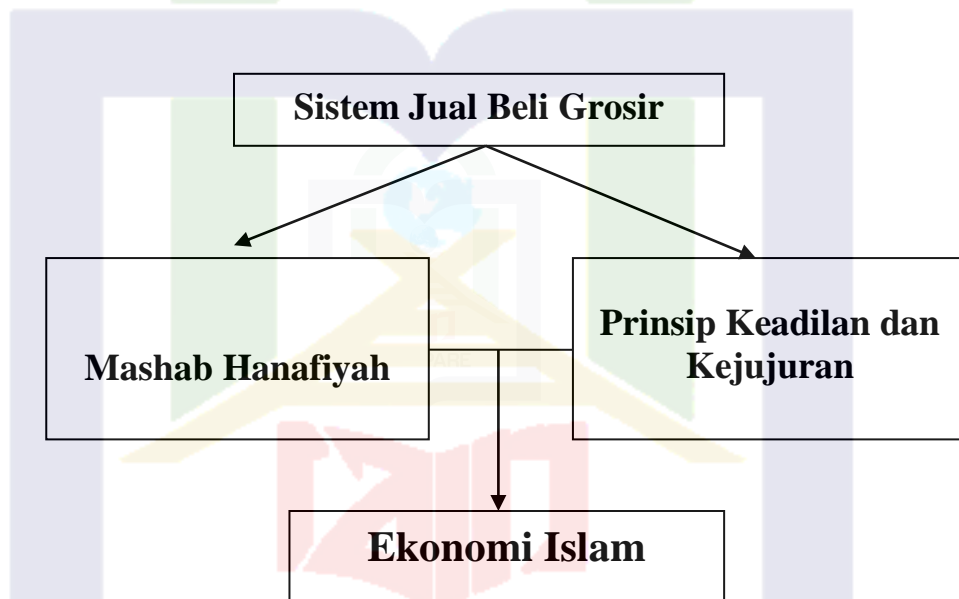 Sistem Jual Beli Grosir
Mashab Hanafiyah
Prinsip Keadilan dan
Kejujuran
Ekonomi Islam